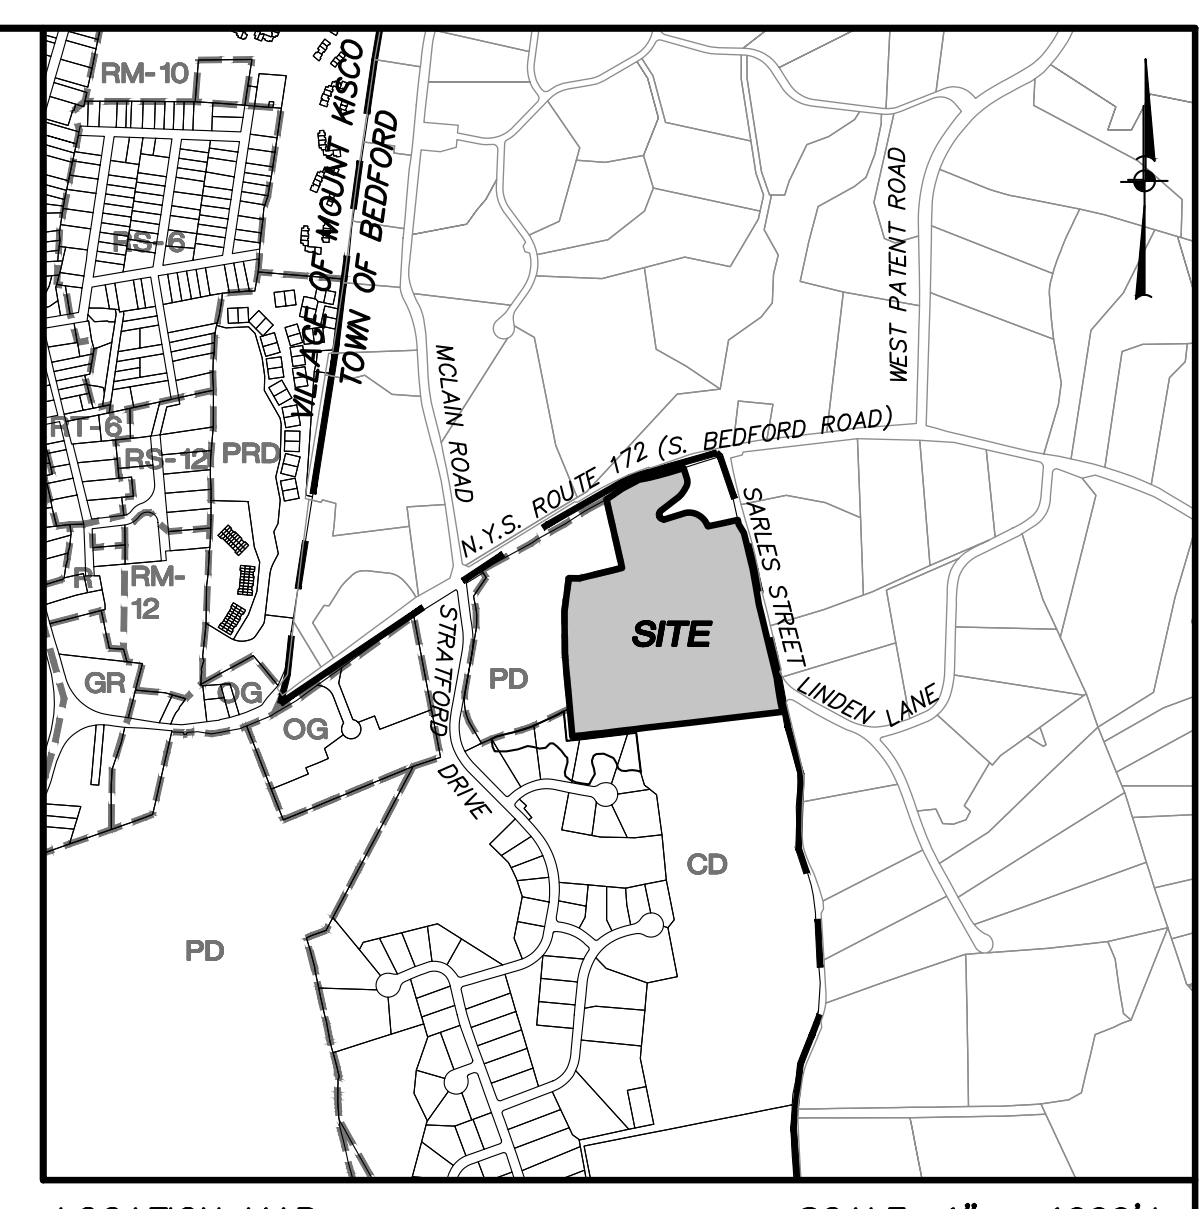 RM-10
VILLAGE OF MOUNT KISCO
TOWN OF BEDFORD
RS-6
WEST PATENT ROAD
MCLAIN ROAD
RT-6
RS-12
PRD
N.Y.S. ROUTE 172 (S. BEDFORD ROAD)
SARLES STREET
R
RM-
12
STRATFORD
DRIVE
SITE
GR
OG
OG
PD
LINDEN LANE
CD
PD